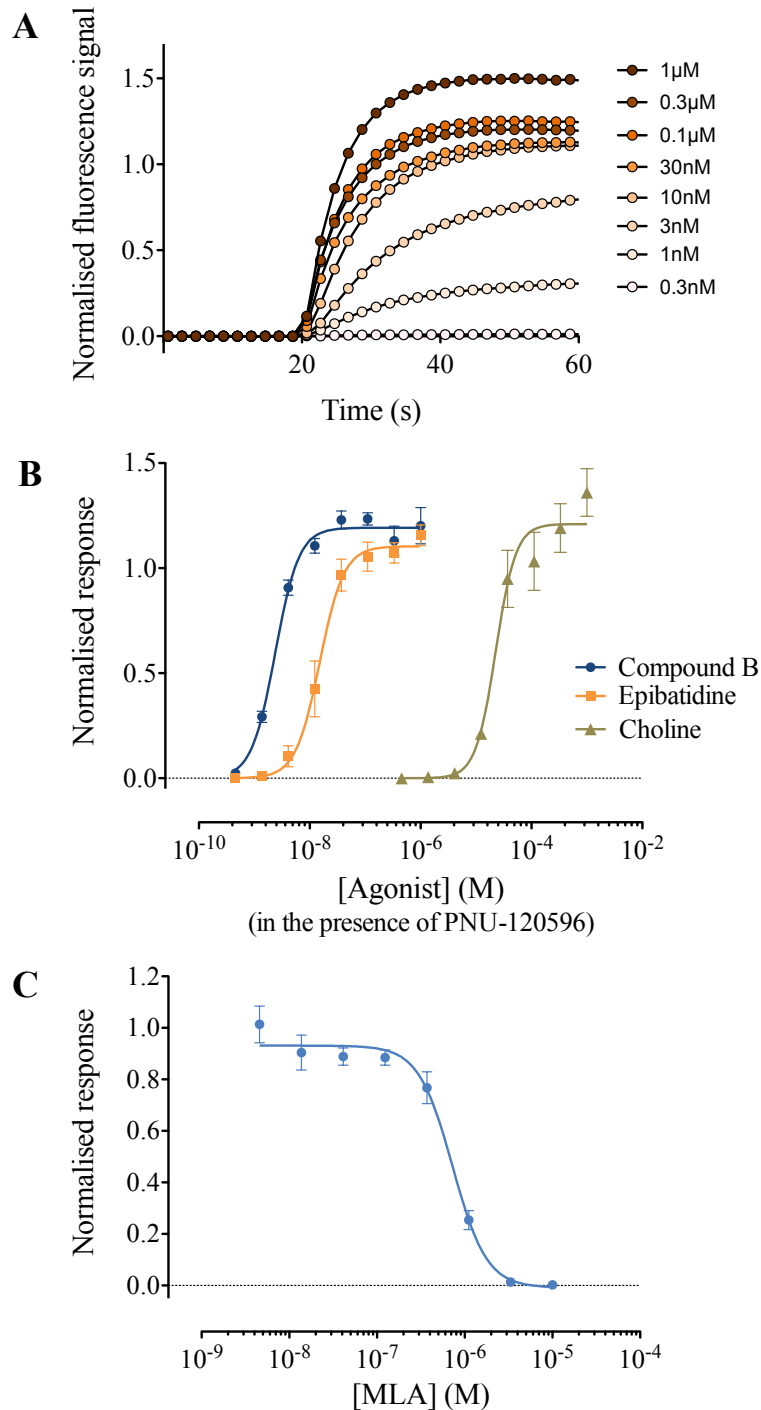 A
Normalised fluorescence signal
1.5
1.0
0.5
0.0
20
40
60
Time (s)
1µM
0.3µM
0.1µM
30nM
10nM
3nM
1nM
0.3nM
B
Normalised response
1.5
1.0
0.5
0.0
Compound B
Epibatidine
Choline
10⁻¹⁰
10⁻⁸
10⁻⁶
10⁻⁴
10⁻²
[Agonist] (M)
(in the presence of PNU-120596)
C
Normalised response
1.2
1.0
0.8
0.6
0.4
0.2
0.0
10⁻⁹
10⁻⁸
10⁻⁷
10⁻⁶
10⁻⁵
10⁻⁴
[MLA] (M)